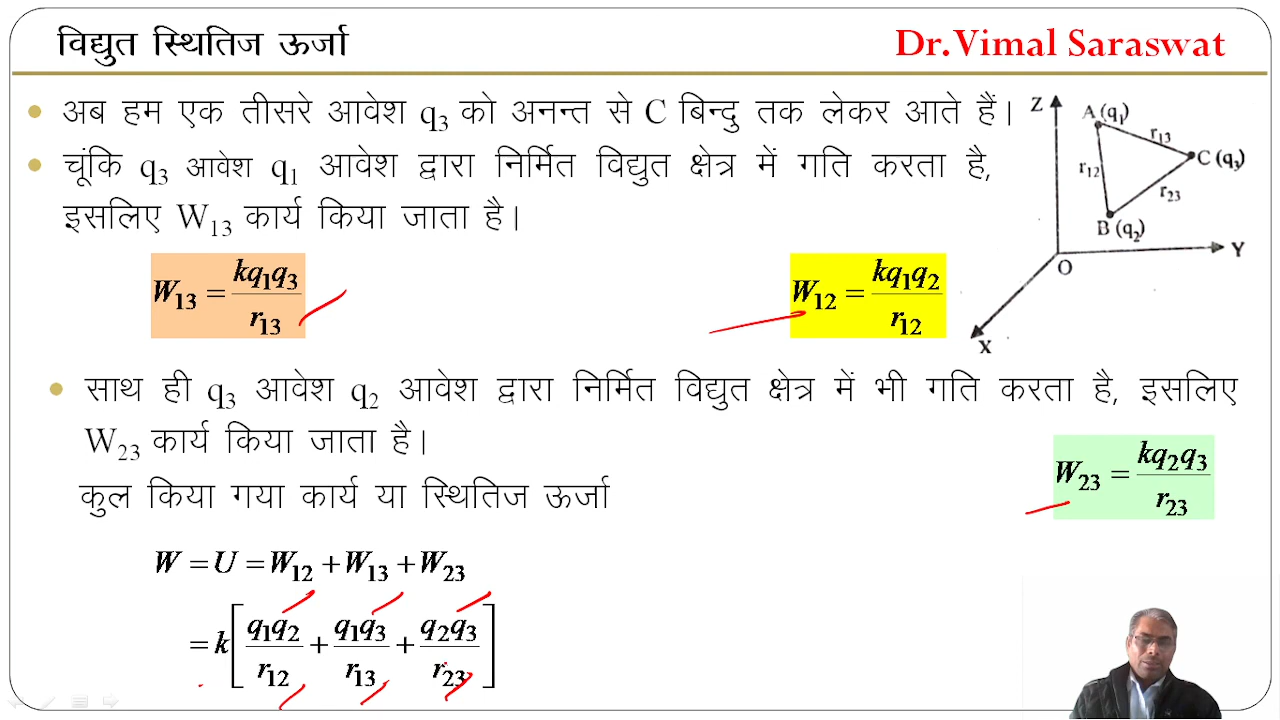 विद्युत स्थितिज ऊर्जा
Dr.Vimal Saraswat
अब हम एक तीसरे आवेश q₃ को अनन्त से C बिन्दु तक लेकर आते हैं।
चूंकि q₃ आवेश q₁ आवेश द्वारा निर्मित विद्युत क्षेत्र में गति करता है,
इसलिए W₁₃ कार्य किया जाता है।
Z
A (q₁)
r₁₃
C (q₃)
r₁₂
r₂₃
B (q₂)
Y
O
X
W₁₃ = kq₁q₃ / r₁₃
W₁₂ = kq₁q₂ / r₁₂
साथ ही q₃ आवेश q₂ आवेश द्वारा निर्मित विद्युत क्षेत्र में भी गति करता है, इसलिए
W₂₃ कार्य किया जाता है।
W₂₃ = kq₂q₃ / r₂₃
कुल किया गया कार्य या स्थितिज ऊर्जा
W = U = W₁₂ + W₁₃ + W₂₃
= k[q₁q₂ / r₁₂ + q₁q₃ / r₁₃ + q₂q₃ / r₂₃]